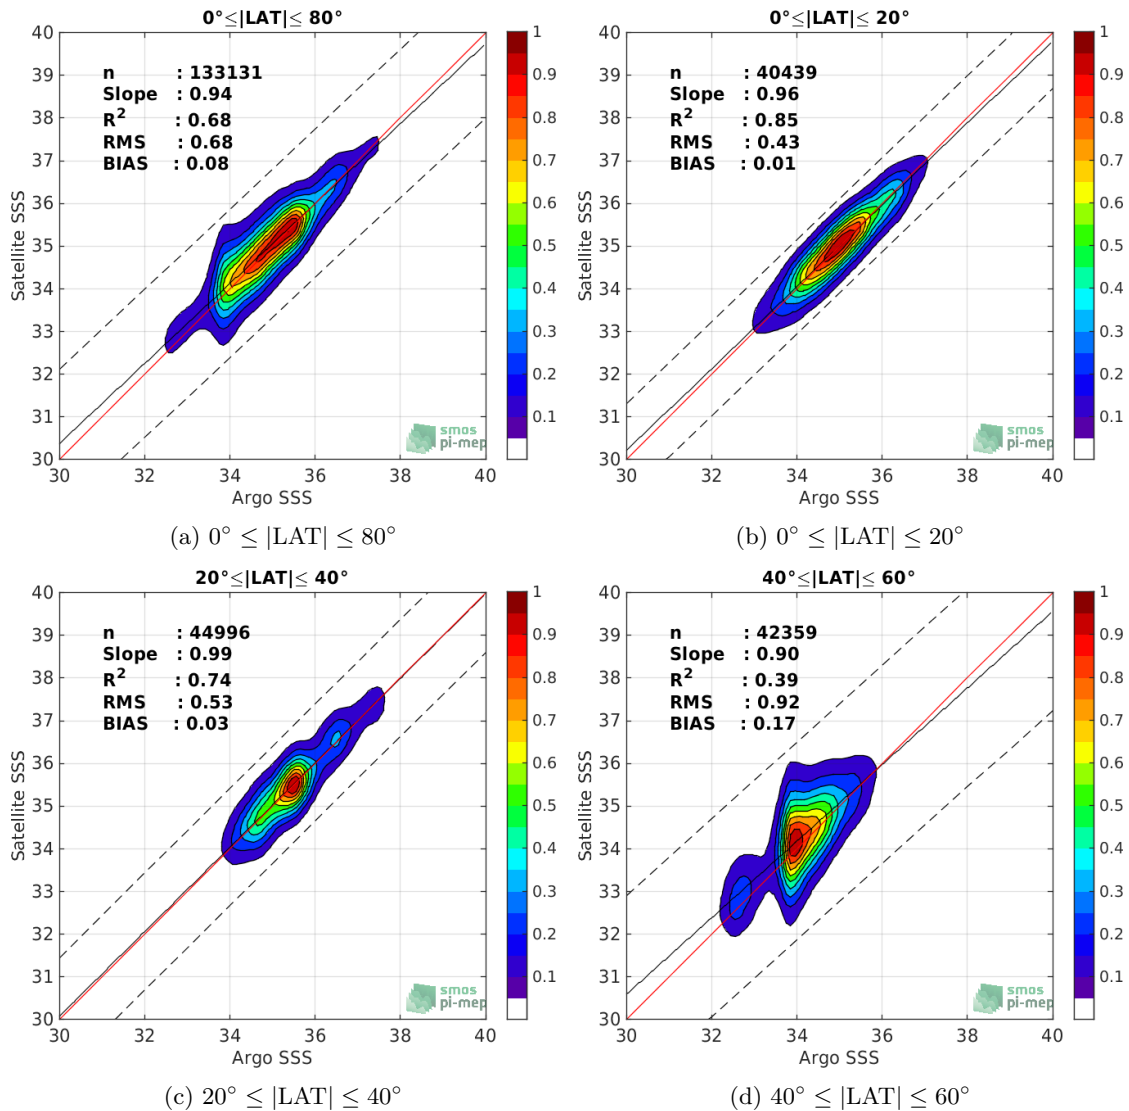 0°≤|LAT|≤ 80°
n : 133131
Slope : 0.94
R² : 0.68
RMS : 0.68
BIAS : 0.08
40
39
38
37
36
35
34
33
32
31
30
Satellite SSS
30 32 34 36 38 40
Argo SSS
1
0.9
0.8
0.7
0.6
0.5
0.4
0.3
0.2
0.1
smos
pi-mep
(a) 0° ≤ |LAT| ≤ 80°
0°≤|LAT|≤ 20°
n : 40439
Slope : 0.96
R² : 0.85
RMS : 0.43
BIAS : 0.01
40
39
38
37
36
35
34
33
32
31
30
Satellite SSS
30 32 34 36 38 40
Argo SSS
1
0.9
0.8
0.7
0.6
0.5
0.4
0.3
0.2
0.1
smos
pi-mep
(b) 0° ≤ |LAT| ≤ 20°
20°≤|LAT|≤ 40°
n : 44996
Slope : 0.99
R² : 0.74
RMS : 0.53
BIAS : 0.03
40
39
38
37
36
35
34
33
32
31
30
Satellite SSS
30 32 34 36 38 40
Argo SSS
1
0.9
0.8
0.7
0.6
0.5
0.4
0.3
0.2
0.1
smos
pi-mep
(c) 20° ≤ |LAT| ≤ 40°
40°≤|LAT|≤ 60°
n : 42359
Slope : 0.90
R² : 0.39
RMS : 0.92
BIAS : 0.17
40
39
38
37
36
35
34
33
32
31
30
Satellite SSS
30 32 34 36 38 40
Argo SSS
1
0.9
0.8
0.7
0.6
0.5
0.4
0.3
0.2
0.1
smos
pi-mep
(d) 40° ≤ |LAT| ≤ 60°